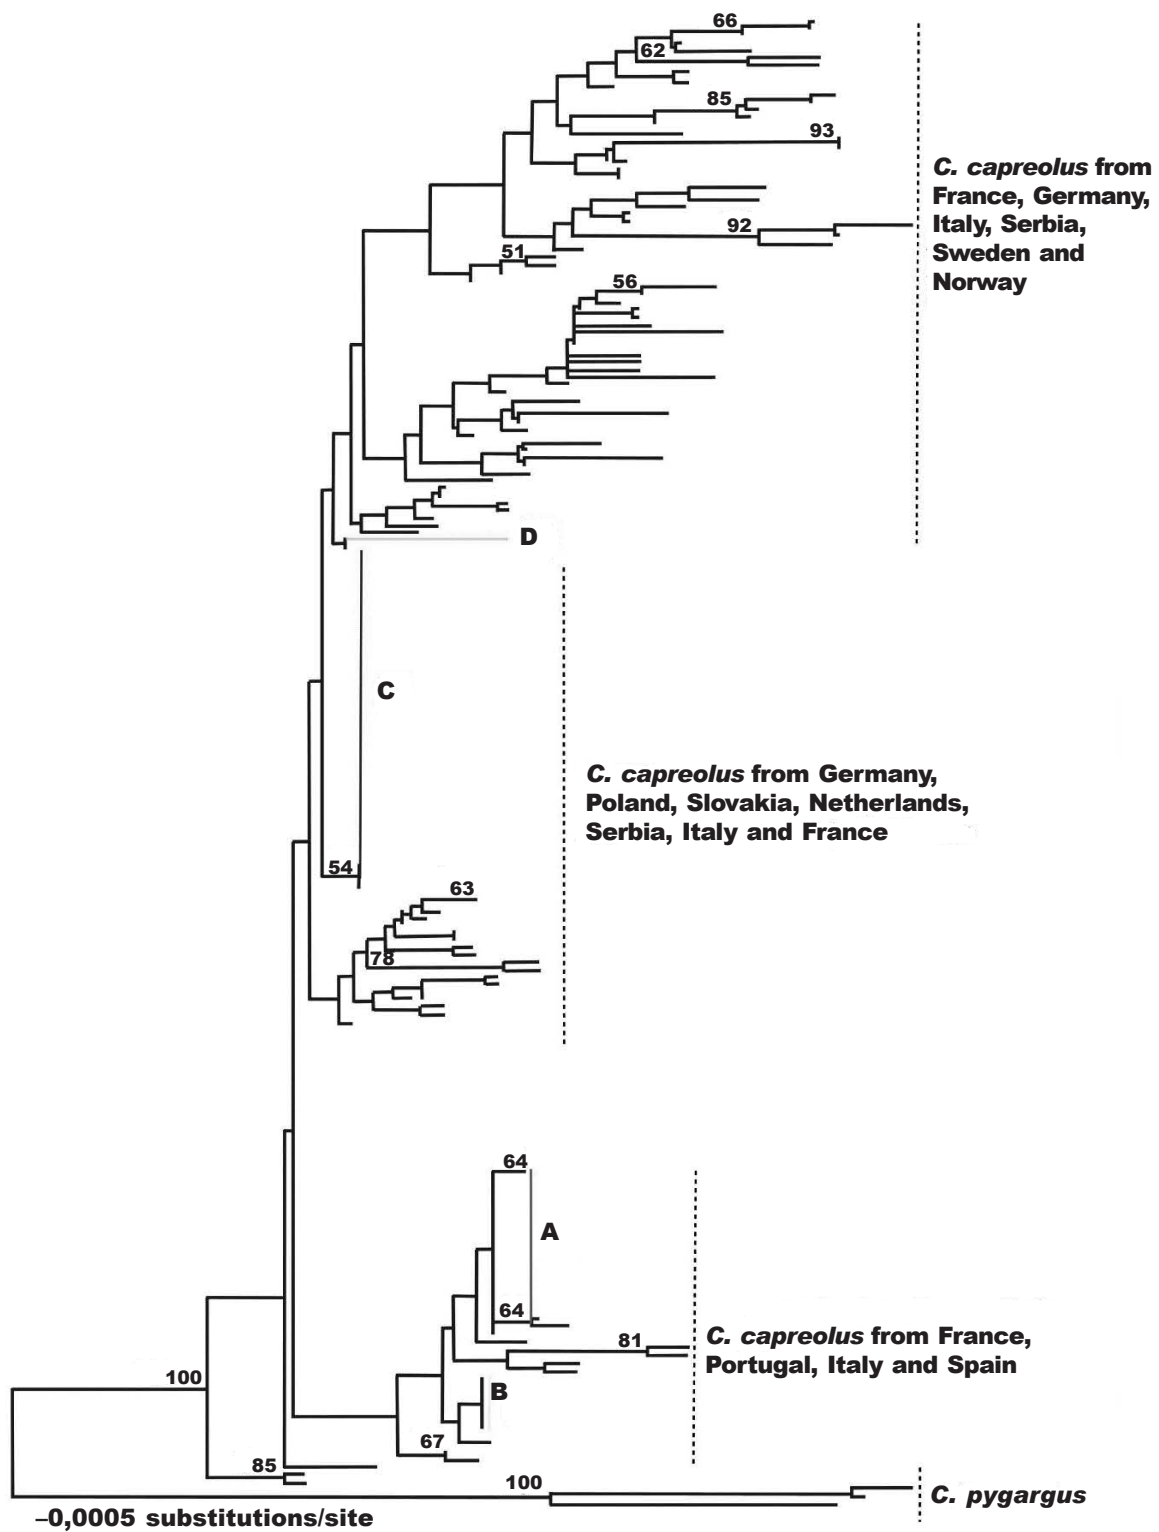 66
62
85
93
C. capreolus from
France, Germany,
Italy, Serbia,
Sweden and
Norway
92
51
56
D
C
C. capreolus from Germany,
Poland, Slovakia, Netherlands,
Serbia, Italy and France
54
63
78
64
A
64
81
C. capreolus from France,
Portugal, Italy and Spain
100
B
67
85
100
C. pygargus
–0,0005 substitutions/site